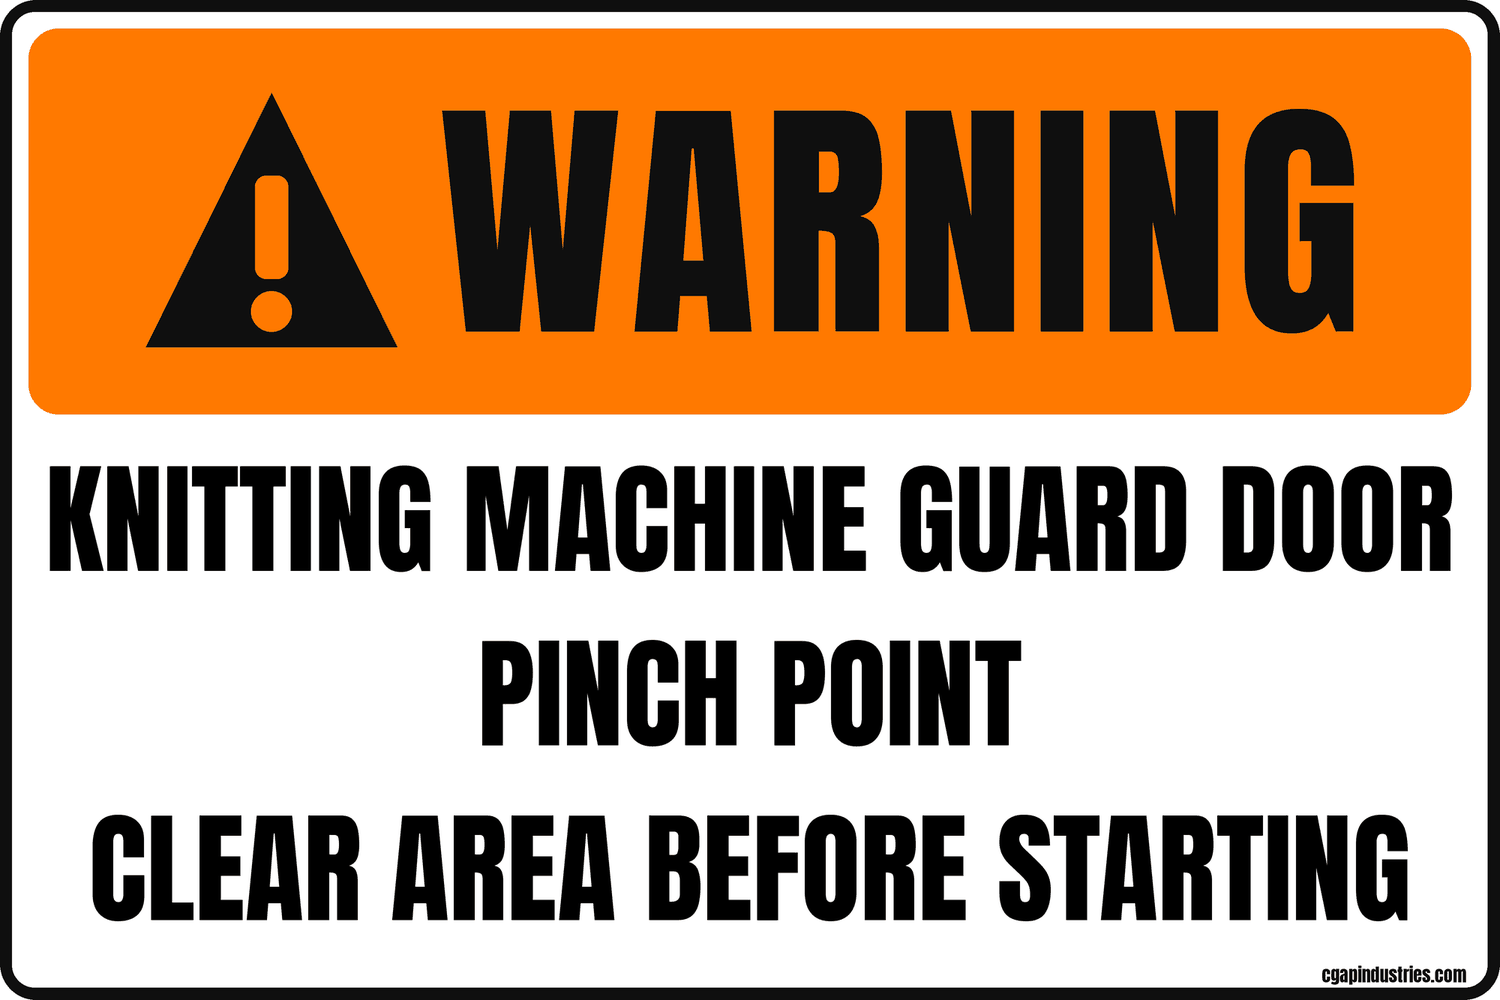 WARNING
KNITTING MACHINE GUARD DOOR
PINCH POINT
CLEAR AREA BEFORE STARTING
cgapindustries.com